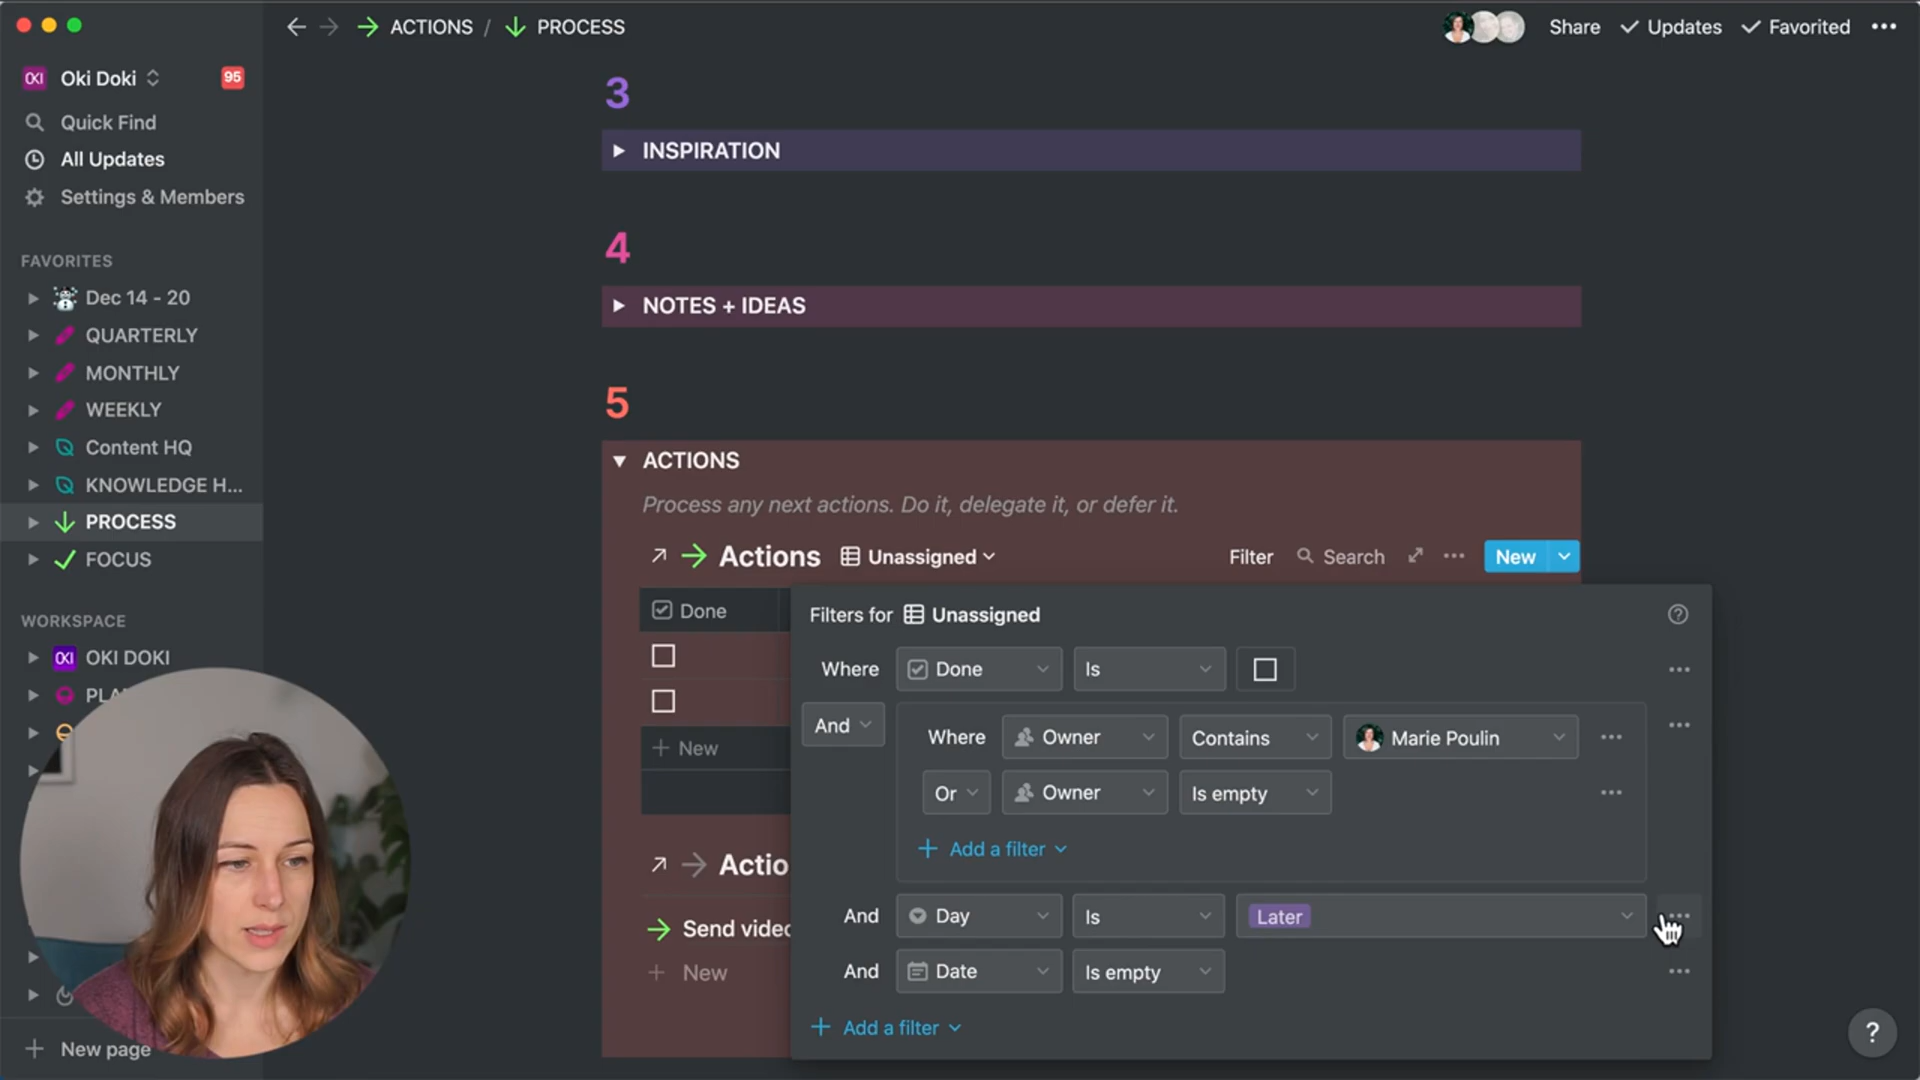 ACTIONS / PROCESS
Share
Updates
Favorited
OKI
Oki Doki
95
Quick Find
All Updates
Settings & Members
FAVORITES
Dec 14 - 20
QUARTERLY
MONTHLY
WEEKLY
Content HQ
KNOWLEDGE H...
PROCESS
FOCUS
WORKSPACE
OKI
OKI DOKI
New page
3
INSPIRATION
4
NOTES + IDEAS
5
ACTIONS
Process any next actions. Do it, delegate it, or defer it.
Actions
Unassigned
Filter
Search
New
Done
New
Actio
Send videc
New
Filters for Unassigned
Where Done Is
And
Where Owner Contains Marie Poulin
Or Owner Is empty
Add a filter
And Day Is Later
And Date Is empty
Add a filter
?